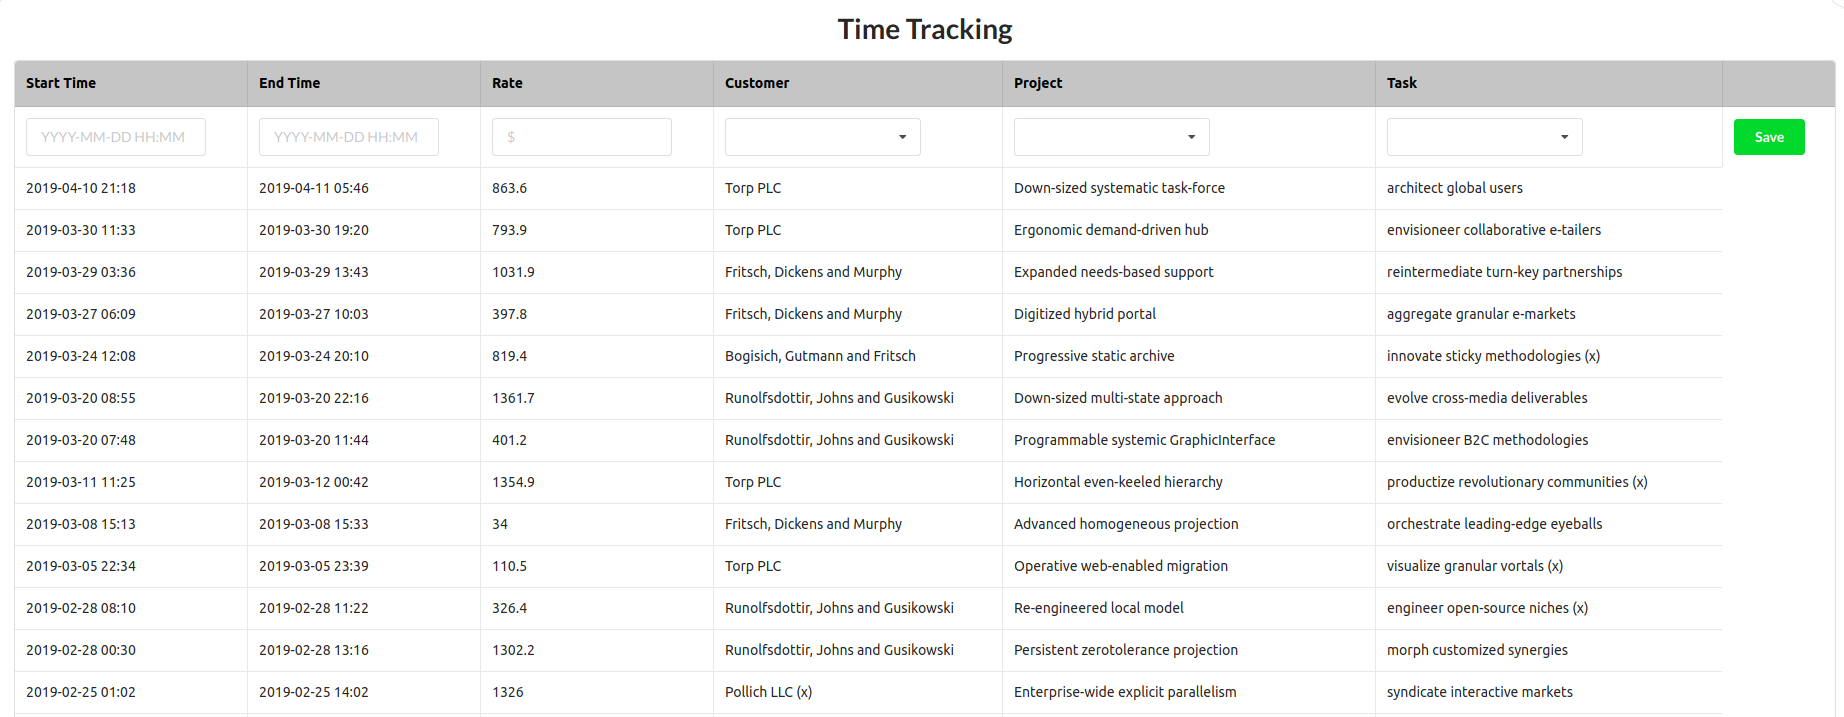 Time Tracking
Start Time End Time Rate Customer Project Task
YYYY-MM-DD HH:MM YYYY-MM-DD HH:MM $ Save
2019-04-10 21:18 2019-04-11 05:46 863.6 Torp PLC Down-sized systematic task-force architect global users
2019-03-30 11:33 2019-03-30 19:20 793.9 Torp PLC Ergonomic demand-driven hub envisioneer collaborative e-tailers
2019-03-29 03:36 2019-03-29 13:43 1031.9 Fritsch, Dickens and Murphy Expanded needs-based support reintermediate turn-key partnerships
2019-03-27 06:09 2019-03-27 10:03 397.8 Fritsch, Dickens and Murphy Digitized hybrid portal aggregate granular e-markets
2019-03-24 12:08 2019-03-24 20:10 819.4 Bogisich, Gutmann and Fritsch Progressive static archive innovate sticky methodologies (x)
2019-03-20 08:55 2019-03-20 22:16 1361.7 Runolfsdottir, Johns and Gusikowski Down-sized multi-state approach evolve cross-media deliverables
2019-03-20 07:48 2019-03-20 11:44 401.2 Runolfsdottir, Johns and Gusikowski Programmable systemic GraphicInterface envisioneer B2C methodologies
2019-03-11 11:25 2019-03-12 00:42 1354.9 Torp PLC Horizontal even-keeled hierarchy productize revolutionary communities (x)
2019-03-08 15:13 2019-03-08 15:33 34 Fritsch, Dickens and Murphy Advanced homogeneous projection orchestrate leading-edge eyeballs
2019-03-05 22:34 2019-03-05 23:39 110.5 Torp PLC Operative web-enabled migration visualize granular vortals (x)
2019-02-28 08:10 2019-02-28 11:22 326.4 Runolfsdottir, Johns and Gusikowski Re-engineered local model engineer open-source niches (x)
2019-02-28 00:30 2019-02-28 13:16 1302.2 Runolfsdottir, Johns and Gusikowski Persistent zerotolerance projection morph customized synergies
2019-02-25 01:02 2019-02-25 14:02 1326 Pollich LLC (x) Enterprise-wide explicit parallelism syndicate interactive markets